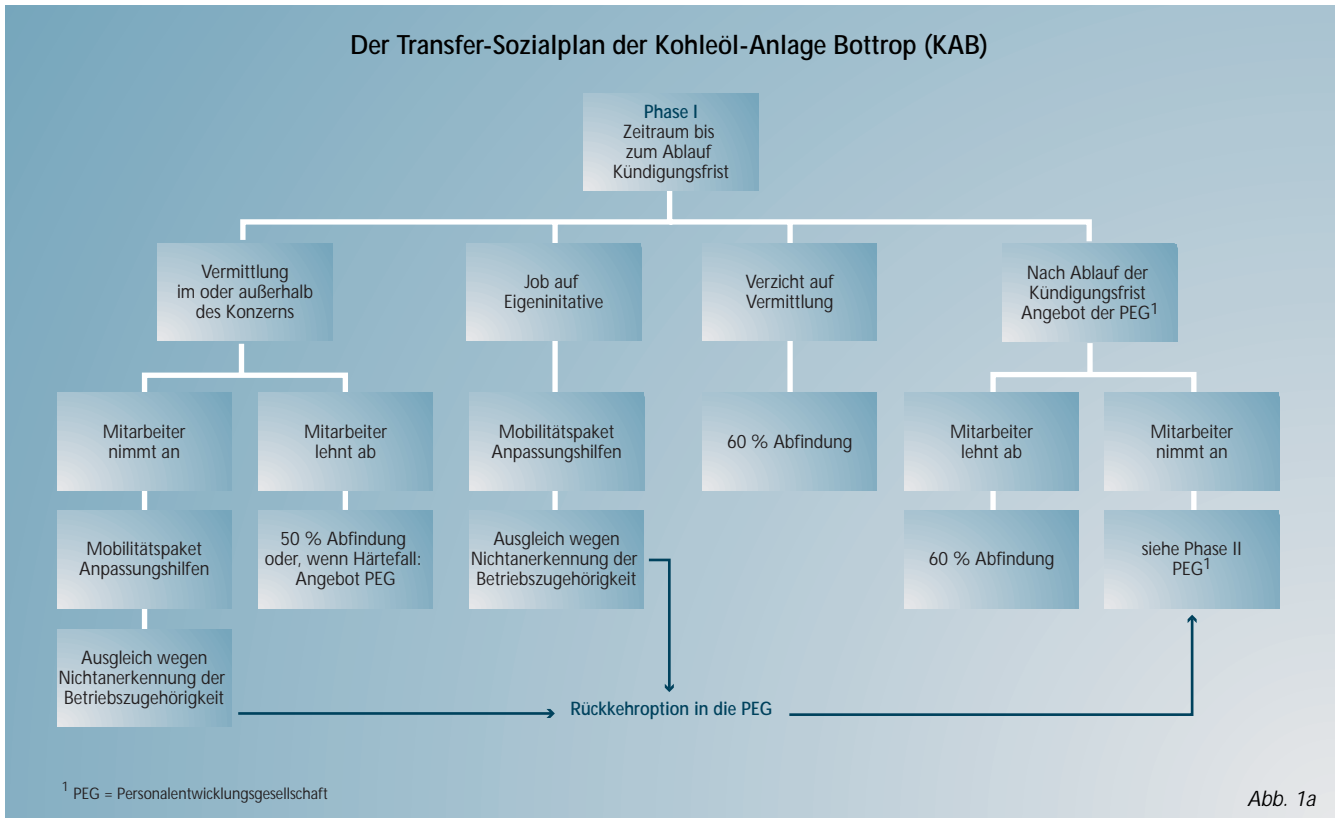 Der Transfer-Sozialplan der Kohleöl-Anlage Bottrop (KAB)
Phase I
Zeitraum bis
zum Ablauf
Kündigungsfrist
Vermittlung
im oder außerhalb
des Konzerns
Job auf
Eigeninitative
Verzicht auf
Vermittlung
Nach Ablauf der
Kündigungsfrist
Angebot der PEG1
Mitarbeiter
nimmt an
Mitarbeiter
lehnt ab
Mobilitätspaket
Anpassungshilfen
60 % Abfindung
Mitarbeiter
lehnt ab
Mitarbeiter
nimmt an
Mobilitätspaket
Anpassungshilfen
50 % Abfindung
oder, wenn Härtefall:
Angebot PEG
Ausgleich wegen
Nichtanerkennung der
Betriebszugehörigkeit
60 % Abfindung
siehe Phase II
PEG1
Ausgleich wegen
Nichtanerkennung der
Betriebszugehörigkeit
Rückkehroption in die PEG
1 PEG = Personalentwicklungsgesellschaft
Abb. 1a